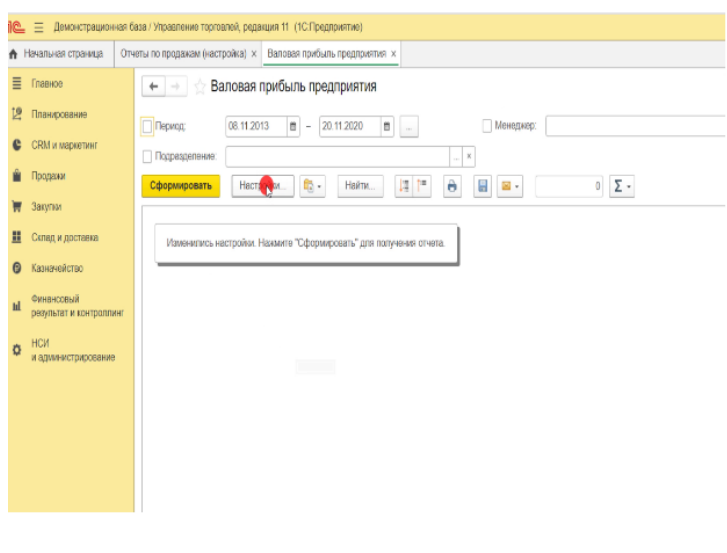 Демонстрационная база / Управление торговлей, редакция 11 (1С:Предприятие)
Начальная страница Отчеты по продажам (настройка) × Валовая прибыль предприятия ×
Главное
Планирование
CRM и маркетинг
Продажи
Закупки
Склад и доставка
Казначейство
Финансовый
результат и контроллинг
НСИ
и администрирование
Валовая прибыль предприятия
Период: 08.11.2013 – 20.11.2020 ... Менеджер:
Подразделение: ... ×
Сформировать Настройки... Найти... 0 Σ
Изменились настройки. Нажмите "Сформировать" для получения отчета.